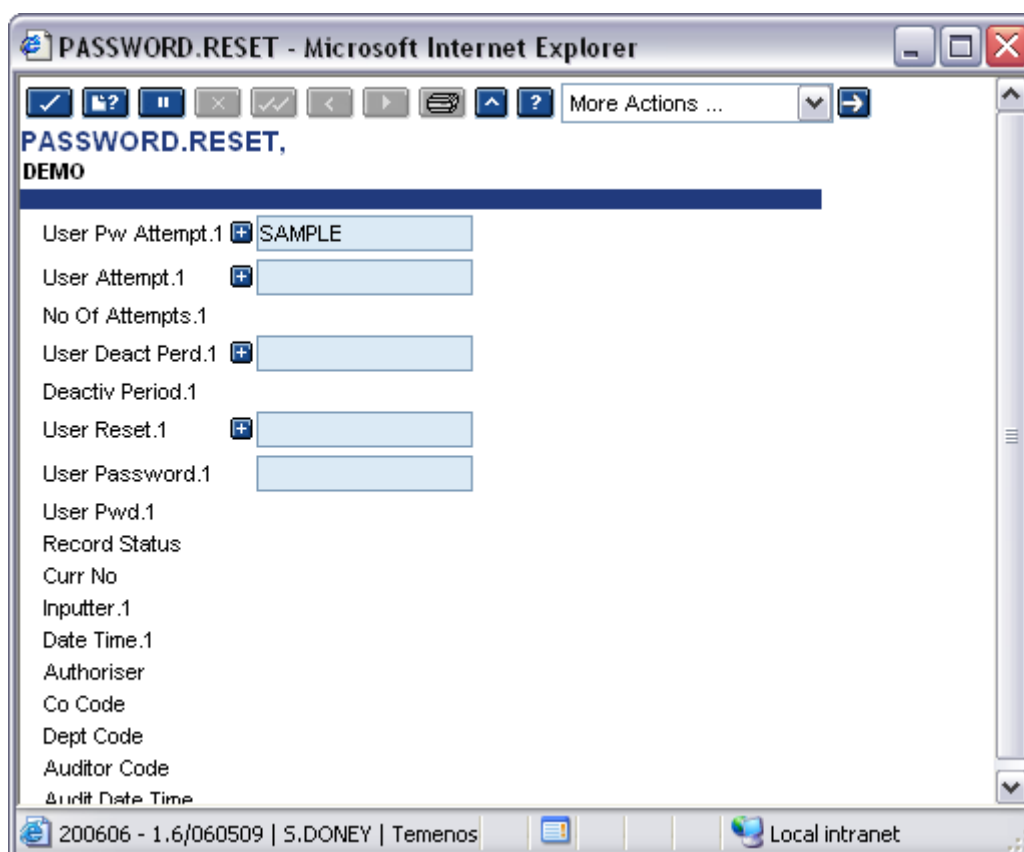 PASSWORD.RESET - Microsoft Internet Explorer
More Actions ...
PASSWORD.RESET,
DEMO
User Pw Attempt.1 SAMPLE
User Attempt.1
No Of Attempts.1
User Deact Perd.1
Deactiv Period.1
User Reset.1
User Password.1
User Pwd.1
Record Status
Curr No
Inputter.1
Date Time.1
Authoriser
Co Code
Dept Code
Auditor Code
Audit Date Time
200606 - 1.6/060509 | S.DONEY | Temenos Local intranet